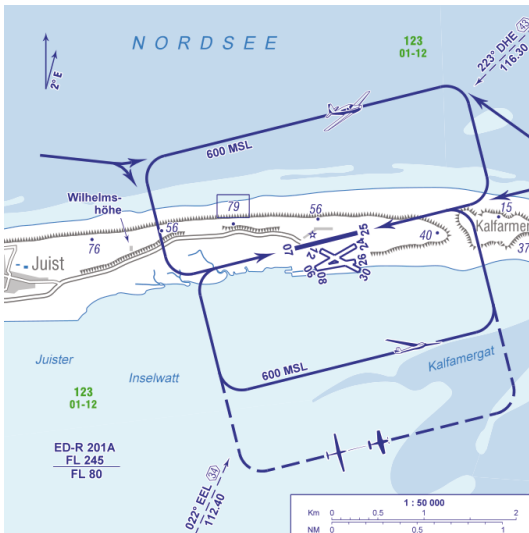 NORDSEE
123
01-12
223° DHE 43
116.30
2° E
600 MSL
Wilhelms-
höhe
79
56
56
15
Kalfamer
76
40
37
Juist
07
25
24
26
30
12
06
08
600 MSL
Juister
Inselwatt
Kalfamergat
123
01-12
ED-R 201A
FL 245
FL 80
022° EEL 34
112.40
1 : 50 000
Km 0 0.5 1 2
NM 0 0.5 1